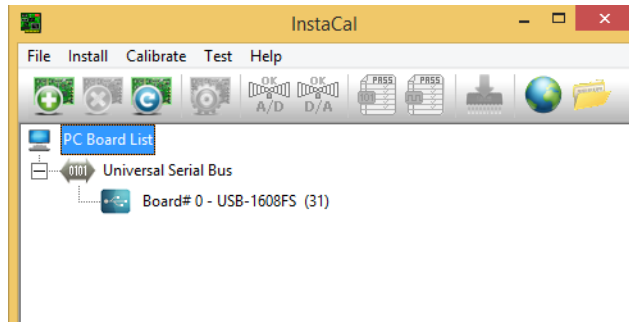 InstaCal
File Install Calibrate Test Help
OK OK PASS PASS
A/D D/A 101
PC Board List
0101 Universal Serial Bus
Board# 0 - USB-1608FS (31)